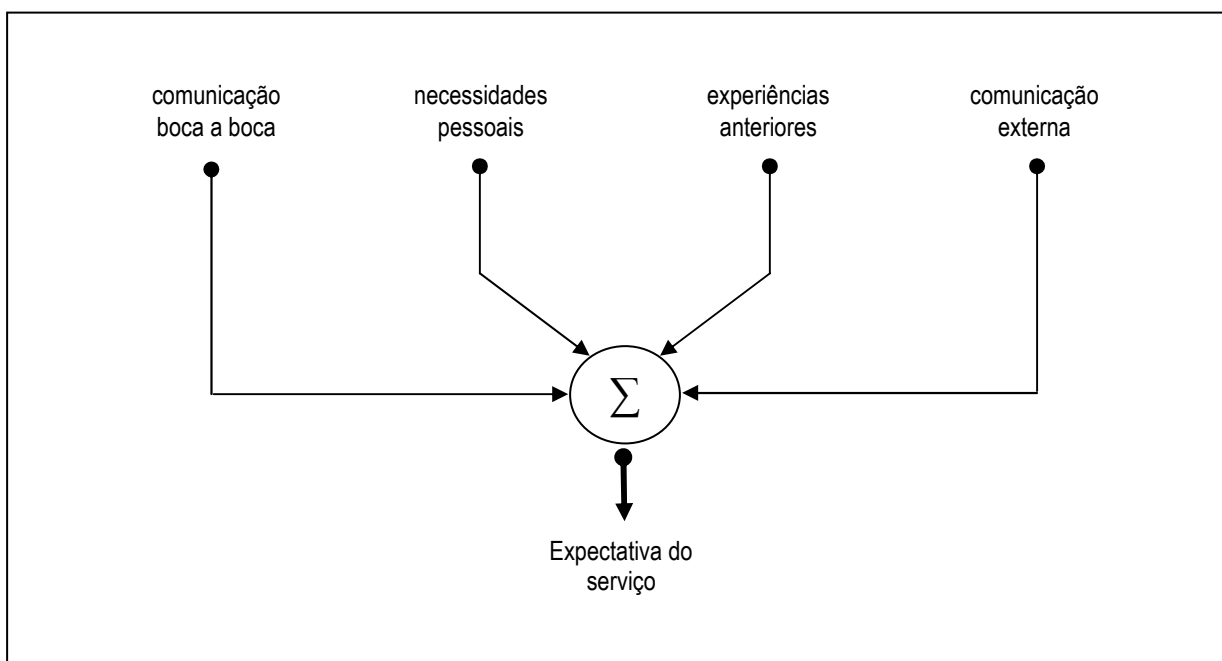 comunicação
boca a boca
necessidades
pessoais
experiências
anteriores
comunicação
externa
∑
Expectativa do
serviço